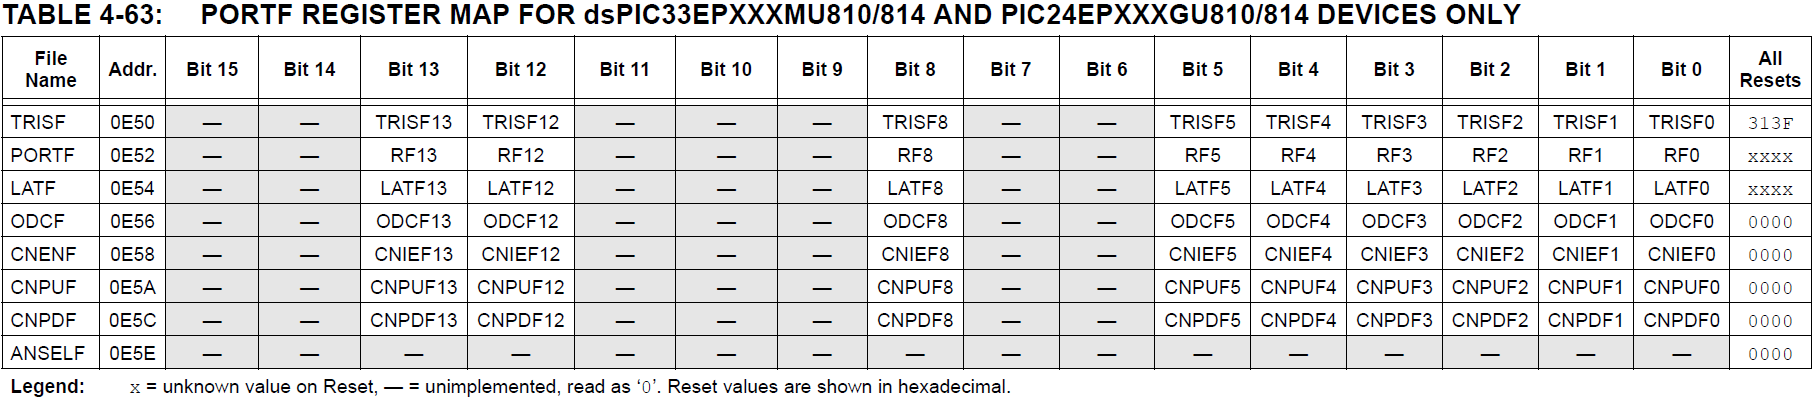 TABLE 4-63: PORTF REGISTER MAP FOR dsPIC33EPXXXMU810/814 AND PIC24EPXXXGU810/814 DEVICES ONLY
File Name Addr. Bit 15 Bit 14 Bit 13 Bit 12 Bit 11 Bit 10 Bit 9 Bit 8 Bit 7 Bit 6 Bit 5 Bit 4 Bit 3 Bit 2 Bit 1 Bit 0 All Resets
TRISF 0E50 — — TRISF13 TRISF12 — — — TRISF8 — — TRISF5 TRISF4 TRISF3 TRISF2 TRISF1 TRISF0 313F
PORTF 0E52 — — RF13 RF12 — — — RF8 — — RF5 RF4 RF3 RF2 RF1 RF0 xxxx
LATF 0E54 — — LATF13 LATF12 — — — LATF8 — — LATF5 LATF4 LATF3 LATF2 LATF1 LATF0 xxxx
ODCF 0E56 — — ODCF13 ODCF12 — — — ODCF8 — — ODCF5 ODCF4 ODCF3 ODCF2 ODCF1 ODCF0 0000
CNENF 0E58 — — CNIEF13 CNIEF12 — — — CNIEF8 — — CNIEF5 CNIEF4 CNIEF3 CNIEF2 CNIEF1 CNIEF0 0000
CNPUF 0E5A — — CNPUF13 CNPUF12 — — — CNPUF8 — — CNPUF5 CNPUF4 CNPUF3 CNPUF2 CNPUF1 CNPUF0 0000
CNPDF 0E5C — — CNPDF13 CNPDF12 — — — CNPDF8 — — CNPDF5 CNPDF4 CNPDF3 CNPDF2 CNPDF1 CNPDF0 0000
ANSELF 0E5E — — — — — — — — — — — — — — — — 0000
Legend: x = unknown value on Reset, — = unimplemented, read as ‘0’. Reset values are shown in hexadecimal.